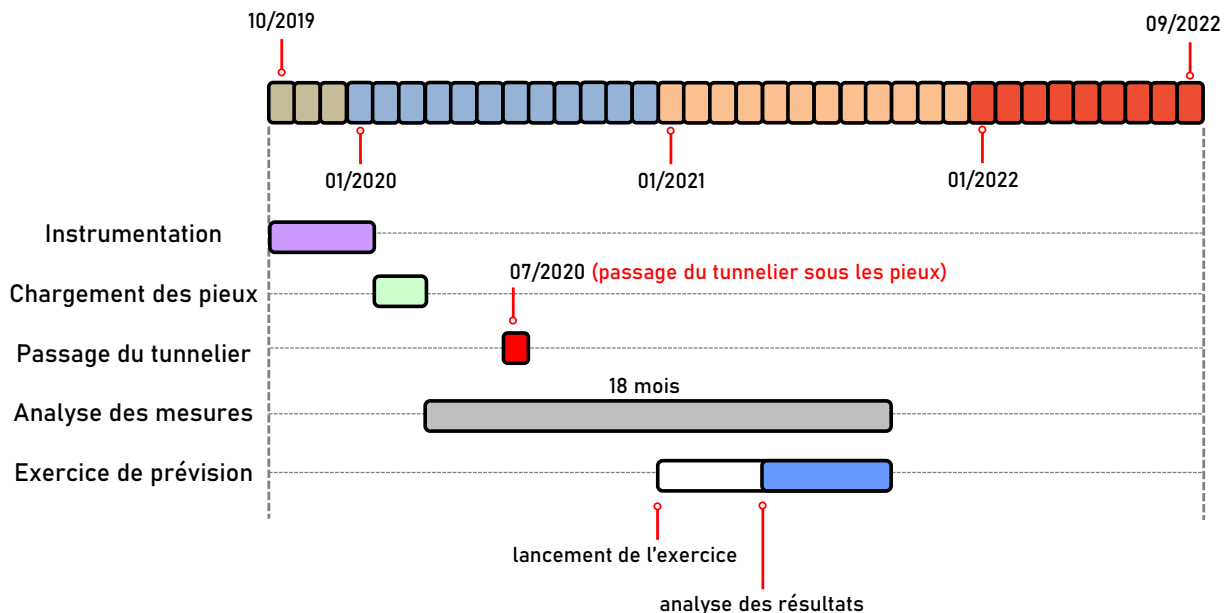 10/2019
09/2022
01/2020
01/2021
01/2022
Instrumentation
Chargement des pieux
07/2020 (passage du tunnelier sous les pieux)
Passage du tunnelier
18 mois
Analyse des mesures
Exercice de prévision
lancement de l'exercice
analyse des résultats